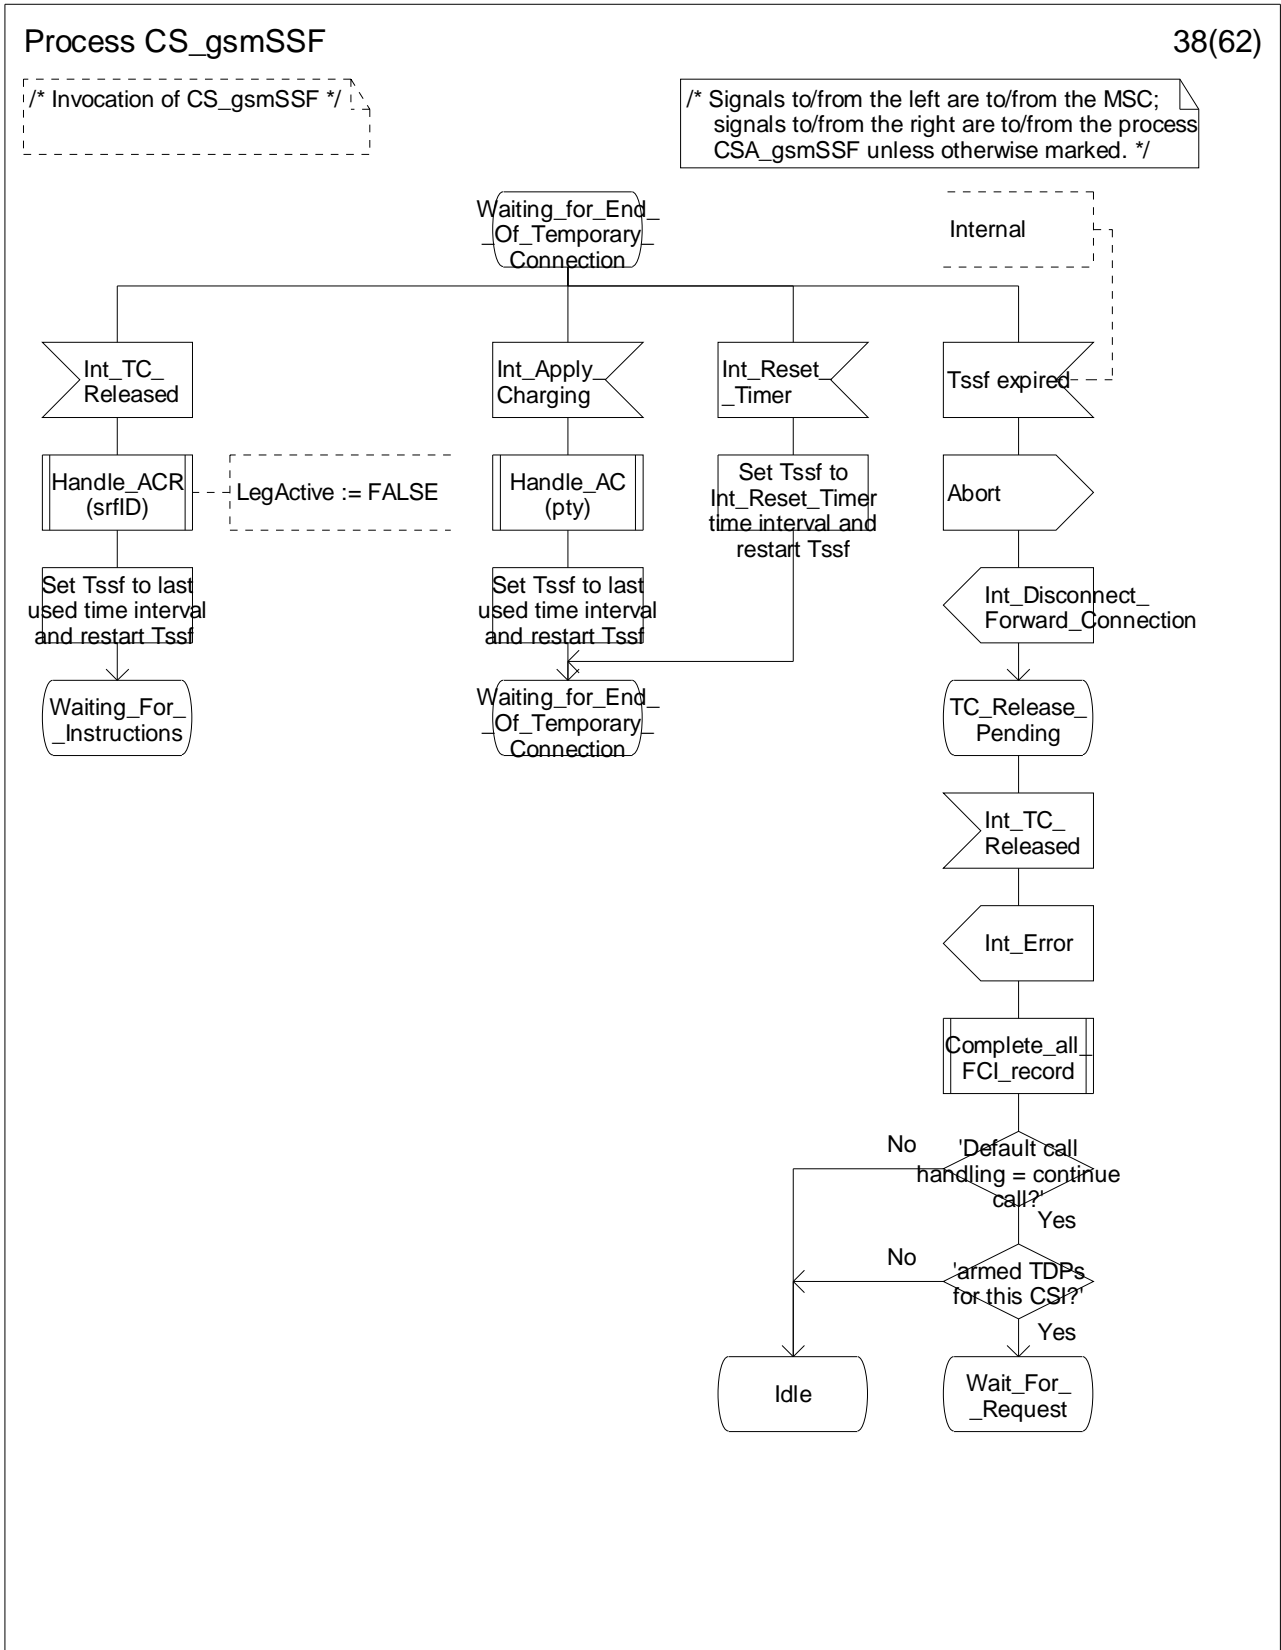 Process CS_gsmSSF
38(62)
/* Invocation of CS_gsmSSF */
/* Signals to/from the left are to/from the MSC;
signals to/from the right are to/from the process
CSA_gsmSSF unless otherwise marked. */
Waiting_for_End_
_Of_Temporary_
Connection
Internal
Int_TC_
Released
Int_Apply_
Charging
Int_Reset_
_Timer
Tssf expired
Handle_ACR
(srfID)
LegActive := FALSE
Handle_AC
(pty)
Set Tssf to
Int_Reset_Timer
time interval and
restart Tssf
Abort
Set Tssf to last
used time interval
and restart Tssf
Set Tssf to last
used time interval
and restart Tssf
Int_Disconnect_
Forward_Connection
Waiting_For_
_Instructions
Waiting_for_End_
_Of_Temporary_
Connection
TC_Release_
Pending
Int_TC_
Released
Int_Error
Complete_all_
FCI_record
No
'Default call
handling = continue
call?'
Yes
No
'armed TDPs
for this CSI?'
Yes
Idle
Wait_For_
_Request